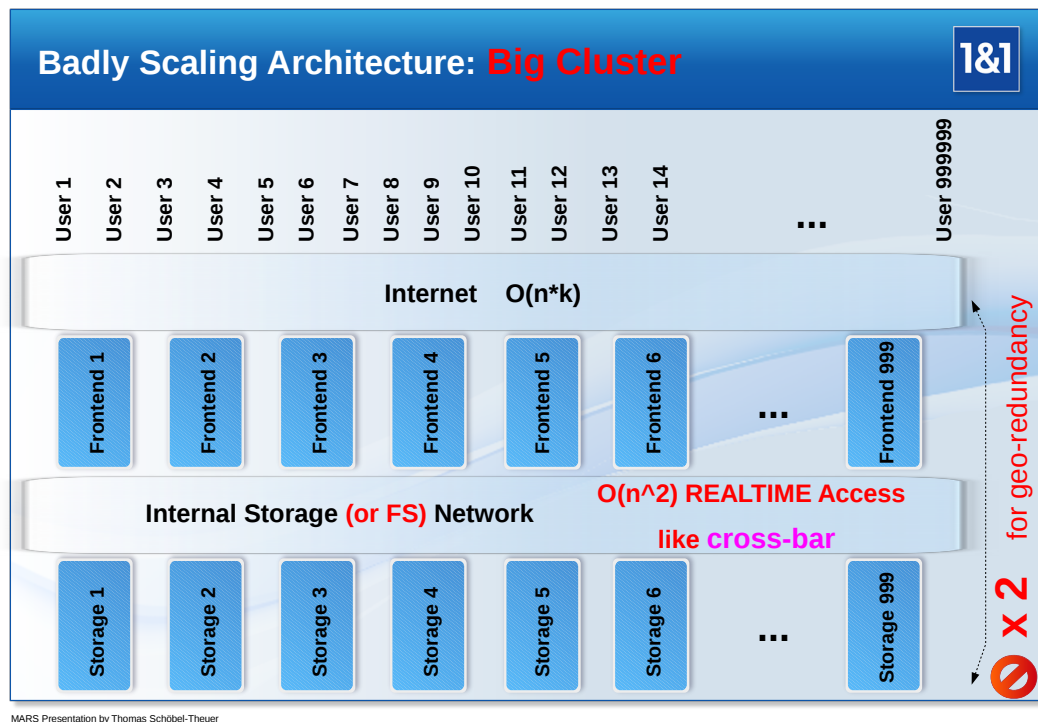 Badly Scaling Architecture: Big Cluster
1&1
User 1
User 2
User 3
User 4
User 5
User 6
User 7
User 8
User 9
User 10
User 11
User 12
User 13
User 14
...
User 999999
Internet O(n*k)
Frontend 1
Frontend 2
Frontend 3
Frontend 4
Frontend 5
Frontend 6
...
Frontend 999
Internal Storage (or FS) Network
O(n^2) REALTIME Access
like cross-bar
Storage 1
Storage 2
Storage 3
Storage 4
Storage 5
Storage 6
...
Storage 999
x 2 for geo-redundancy
MARS Presentation by Thomas Schöbel-Theuer